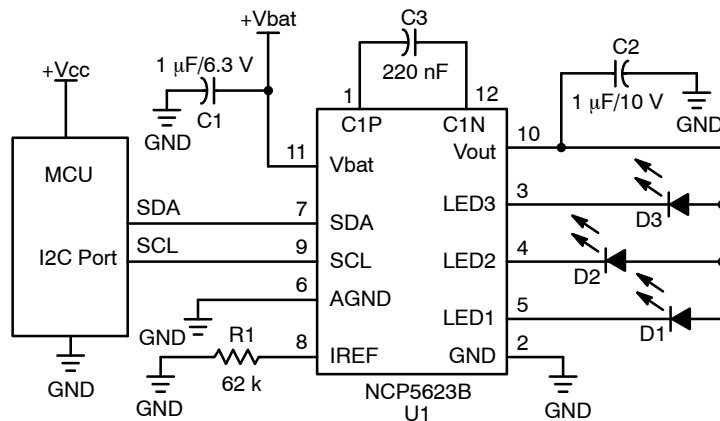 +Vbat
C3
C2
+Vcc
1 µF/6.3 V
220 nF
1 µF/10 V
1
12
GND
C1
C1P
C1N
10
GND
MCU
11
Vbat
Vout
SDA
7
SDA
LED3
3
D3
I2C Port
SCL
9
SCL
LED2
4
D2
6
AGND
LED1
5
D1
GND
R1
8
IREF
GND
2
GND
GND
62 k
NCP5623B
U1
GND